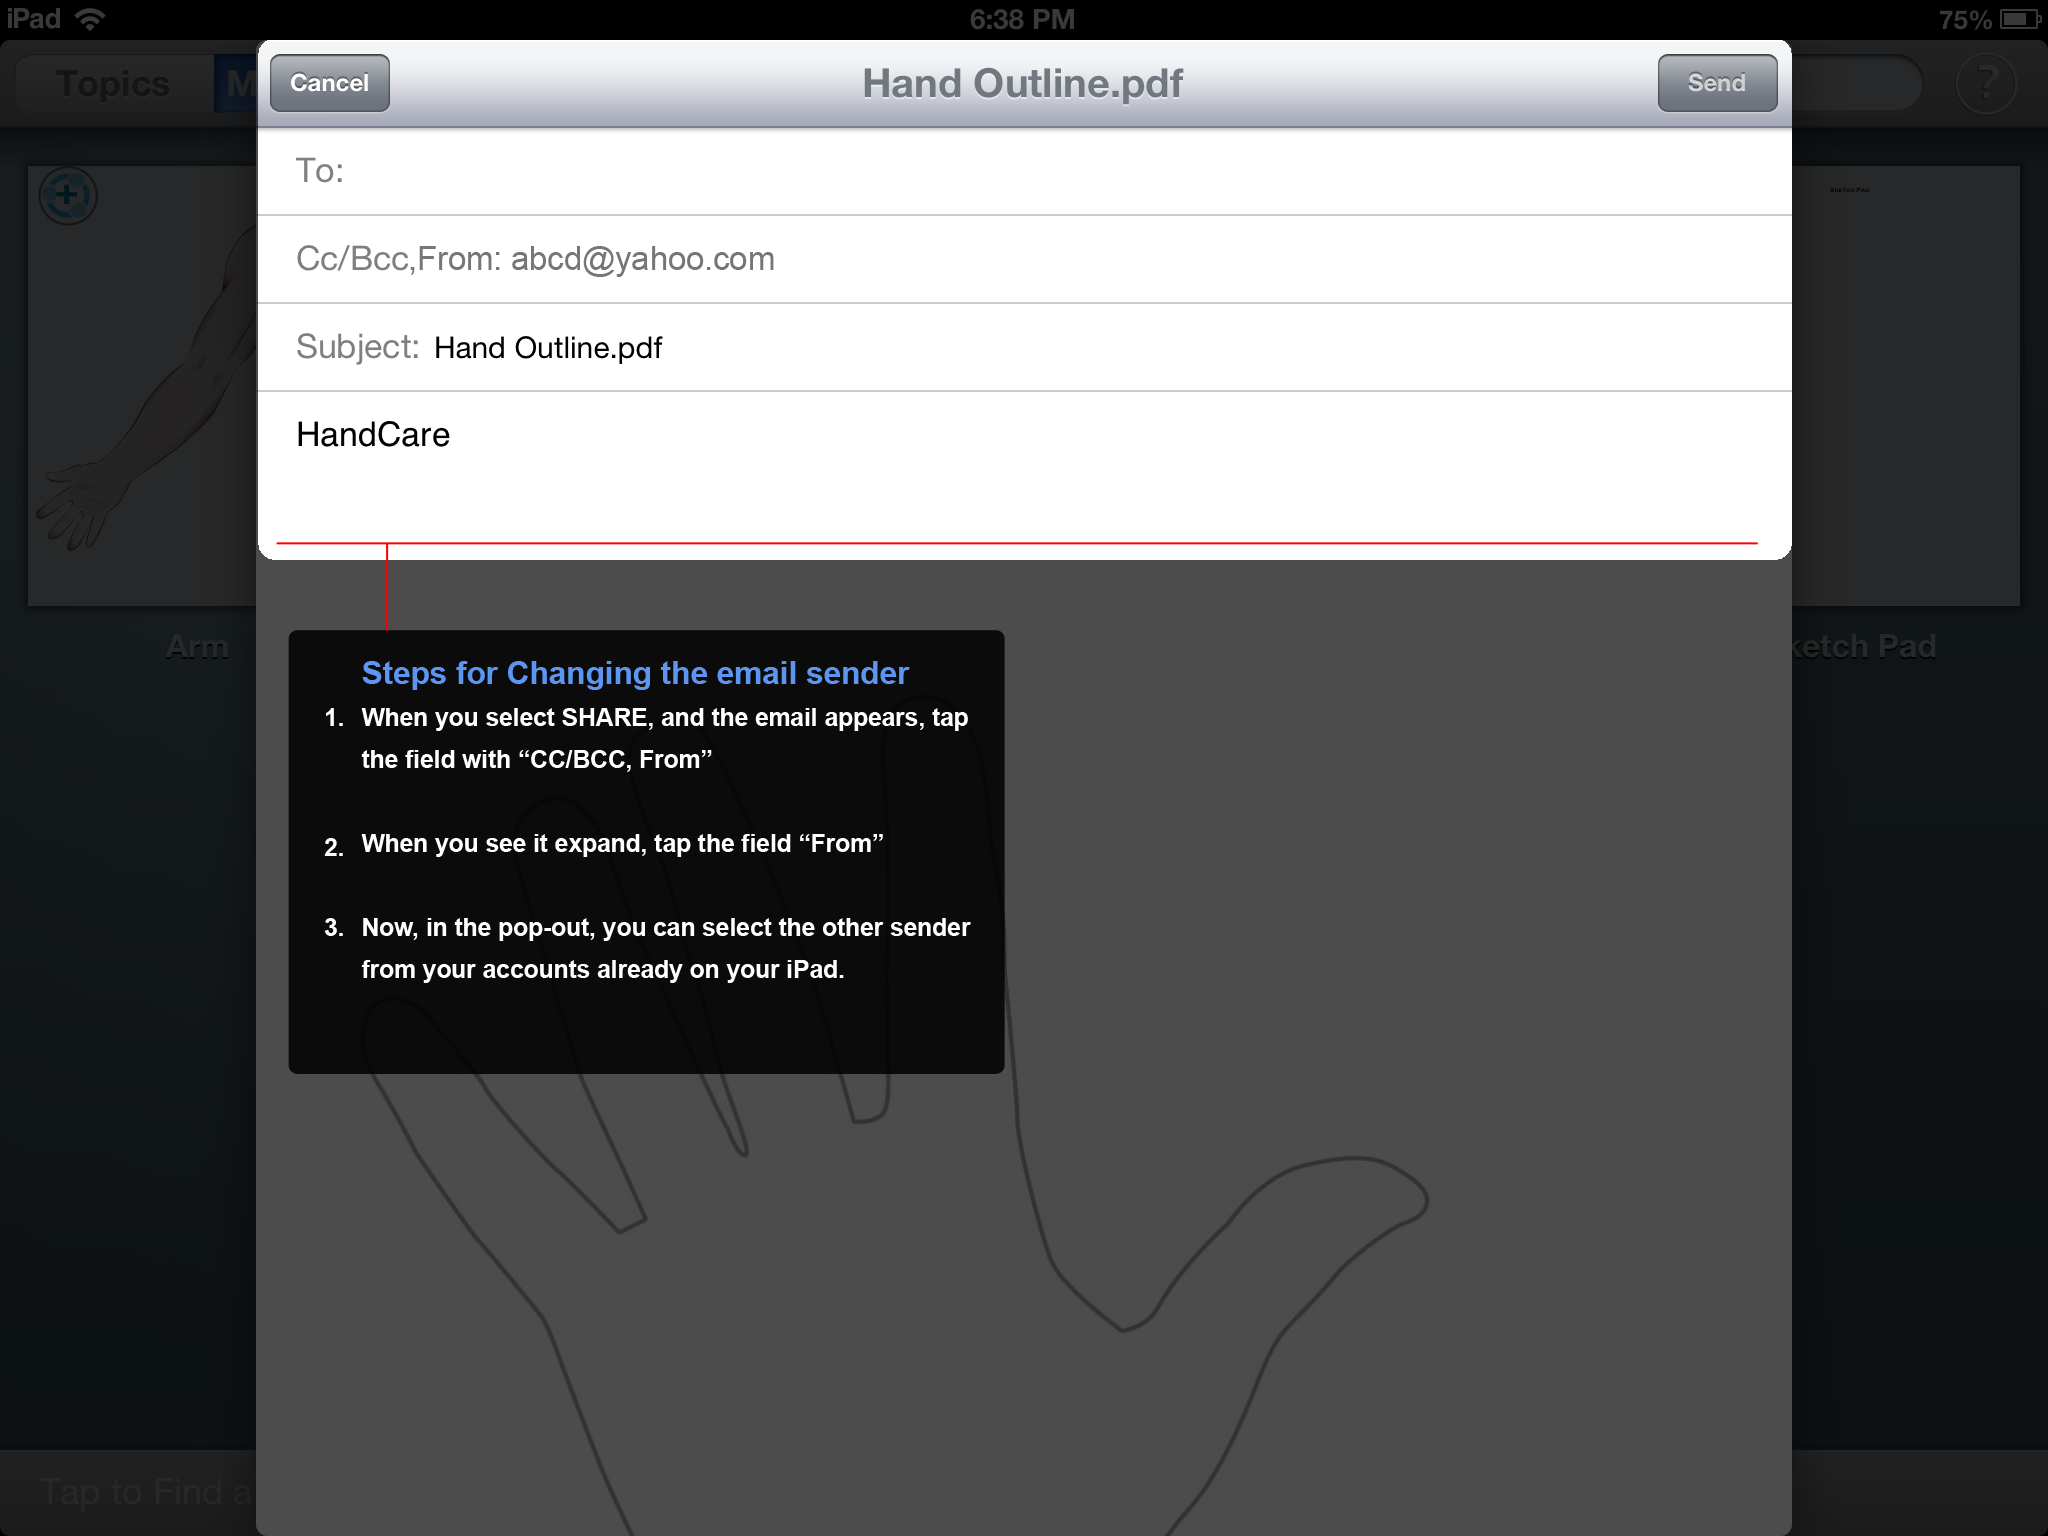 iPad 6:38 PM 75%
Topics M
Cancel Hand Outline.pdf Send
?
To:
SKETCH PAD
Cc/Bcc,From: abcd@yahoo.com
Subject: Hand Outline.pdf
HandCare
Arm
ketch Pad
Steps for Changing the email sender
1. When you select SHARE, and the email appears, tap
the field with “CC/BCC, From”
2. When you see it expand, tap the field “From”
3. Now, in the pop-out, you can select the other sender
from your accounts already on your iPad.
Tap to Find a